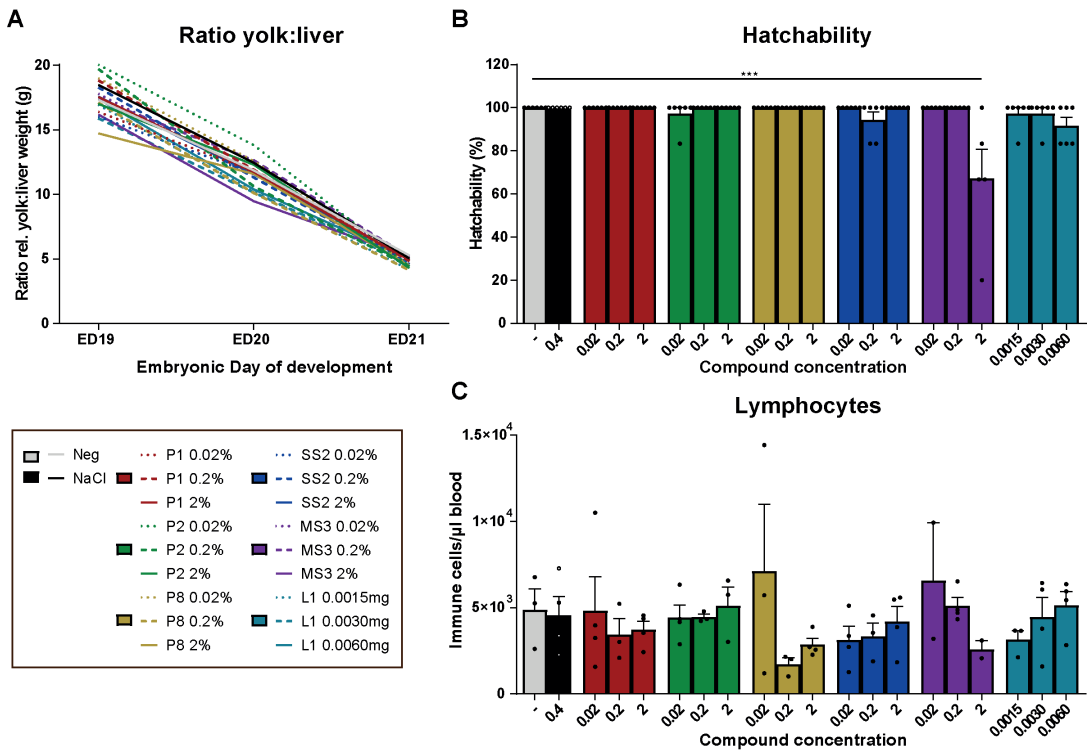 A
Ratio yolk:liver
Ratio rel. yolk:liver weight (g)
20
15
10
5
0
ED19 ED20 ED21
Embryonic Day of development
B
Hatchability
Hatchability (%)
120
100
80
60
40
20
0
***
- 0.4 0.02 0.2 2 0.02 0.2 2 0.02 0.2 2 0.02 0.2 2 0.02 0.2 2 0.0015 0.0030 0.0060
Compound concentration
Neg
NaCl
P1 0.02%
P1 0.2%
P1 2%
P2 0.02%
P2 0.2%
P2 2%
P8 0.02%
P8 0.2%
P8 2%
SS2 0.02%
SS2 0.2%
SS2 2%
MS3 0.02%
MS3 0.2%
MS3 2%
L1 0.0015mg
L1 0.0030mg
L1 0.0060mg
C
Lymphocytes
Immune cells/µl blood
1.5×10⁴
1×10⁴
5×10³
0
- 0.4 0.02 0.2 2 0.02 0.2 2 0.02 0.2 2 0.02 0.2 2 0.02 0.2 2 0.0015 0.0030 0.0060
Compound concentration